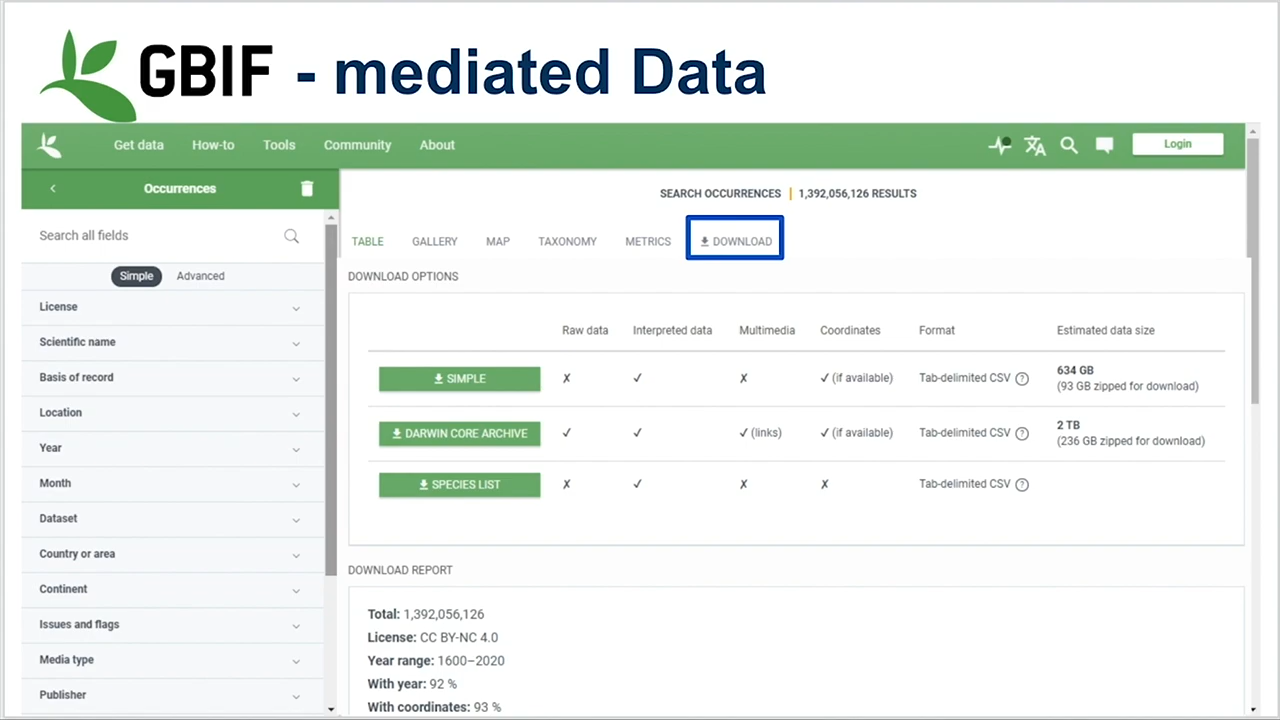 GBIF - mediated Data
Get data How-to Tools Community About Login
Occurrences
Search all fields
Simple Advanced
License
Scientific name
Basis of record
Location
Year
Month
Dataset
Country or area
Continent
Issues and flags
Media type
Publisher
SEARCH OCCURRENCES | 1,392,056,126 RESULTS
TABLE GALLERY MAP TAXONOMY METRICS DOWNLOAD
DOWNLOAD OPTIONS
Raw data Interpreted data Multimedia Coordinates Format Estimated data size
SIMPLE ✗ ✓ ✗ ✓ (if available) Tab-delimited CSV ? 634 GB
(93 GB zipped for download)
DARWIN CORE ARCHIVE ✓ ✓ ✓ (links) ✓ (if available) Tab-delimited CSV ? 2 TB
(236 GB zipped for download)
SPECIES LIST ✗ ✓ ✗ ✗ Tab-delimited CSV ?
DOWNLOAD REPORT
Total: 1,392,056,126
License: CC BY-NC 4.0
Year range: 1600–2020
With year: 92 %
With coordinates: 93 %